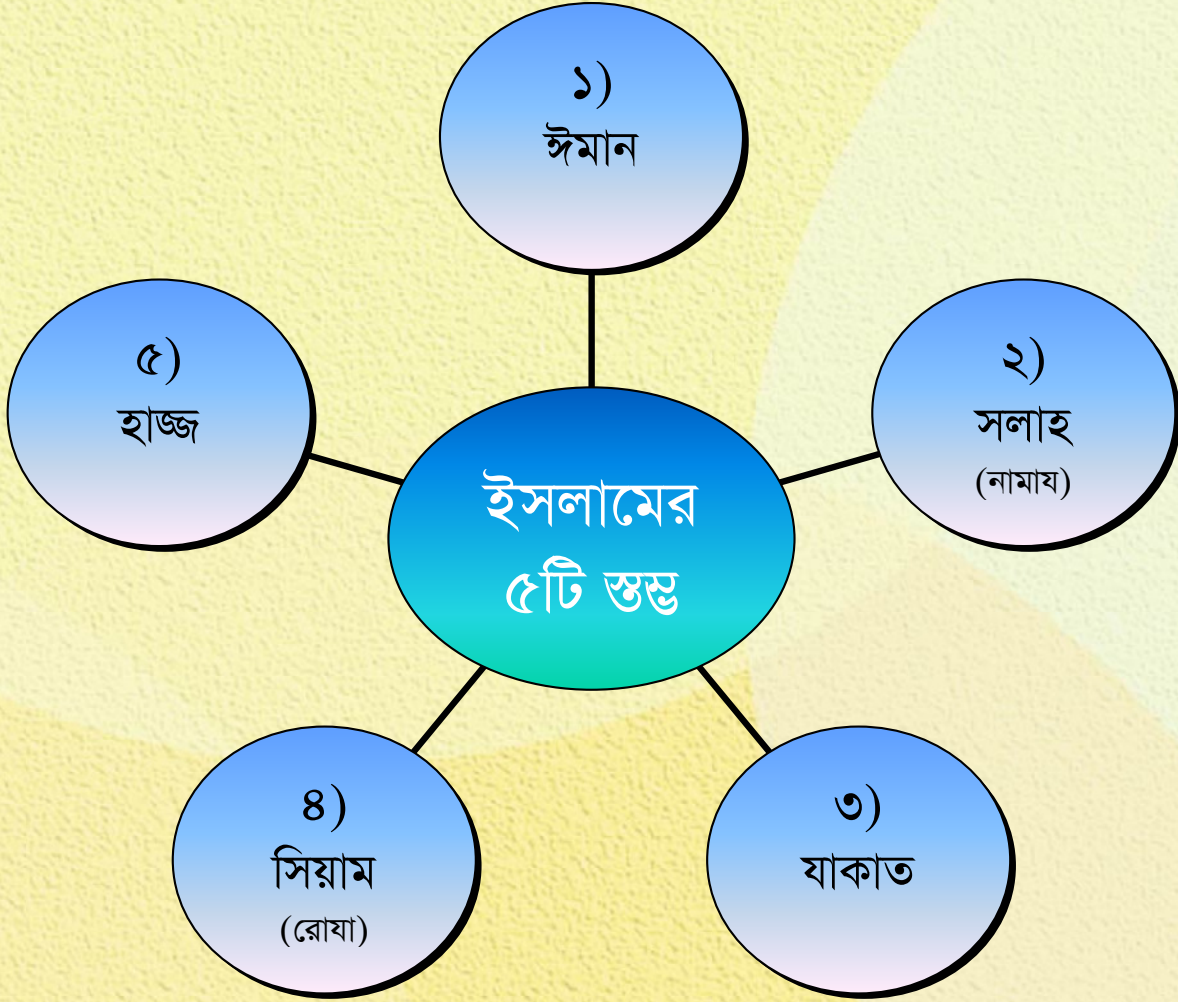 ইসলামের
৫টি স্তম্ভ
১)
ঈমান
২)
সলাহ
(নামায)
৩)
যাকাত
৪)
সিয়াম
(রোযা)
৫)
হাজ্জ